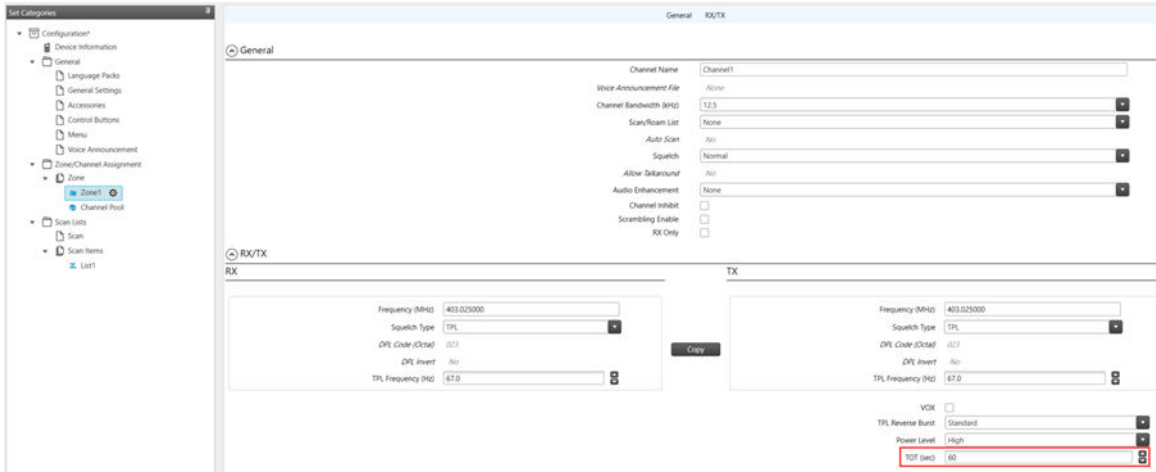 Set Categories
Configuration*
Device Information
General
Language Packs
General Settings
Accessories
Control Buttons
Menu
Voice Announcement
Zone/Channel Assignment
Zone
Zone1
Channel Pool
Scan Lists
Scan
Scan Items
List1
General RX/TX
General
Channel Name Channel1
Voice Announcement File None
Channel Bandwidth (kHz) 12.5
Scan/Roam List None
Auto Scan No
Squelch Normal
Allow Talkaround No
Audio Enhancement None
Channel Inhibit
Scrambling Enable
RX Only
RX/TX
RX
Frequency (MHz) 403.025000
Squelch Type TPL
DPL Code (Octal) 023
DPL Invert No
TPL Frequency (Hz) 67.0
Copy
TX
Frequency (MHz) 403.025000
Squelch Type TPL
DPL Code (Octal) 023
DPL Invert No
TPL Frequency (Hz) 67.0
VOX
TPL Reverse Burst Standard
Power Level High
TOT (sec) 60